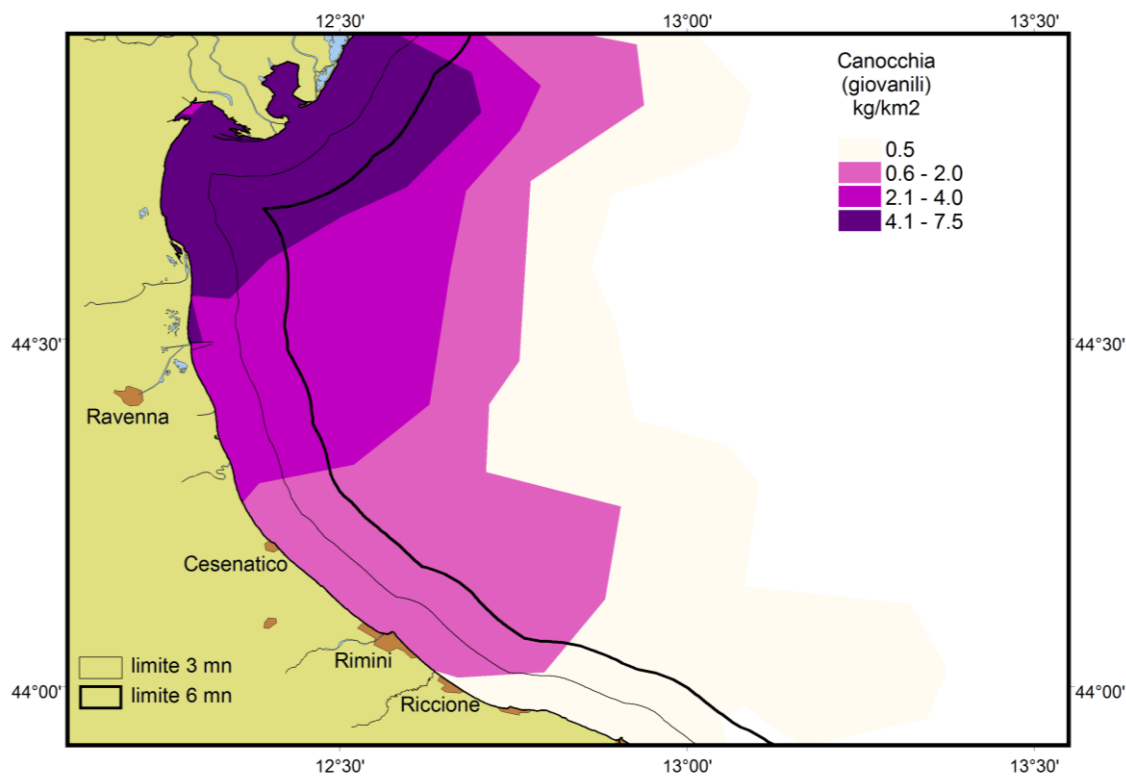 12°30'
13°00'
13°30'
Canocchia
(giovanili)
kg/km2
0.5
0.6 - 2.0
2.1 - 4.0
4.1 - 7.5
44°30'
44°30'
Ravenna
Cesenatico
Rimini
Riccione
limite 3 mn
limite 6 mn
44°00'
44°00'
12°30'
13°00'
13°30'